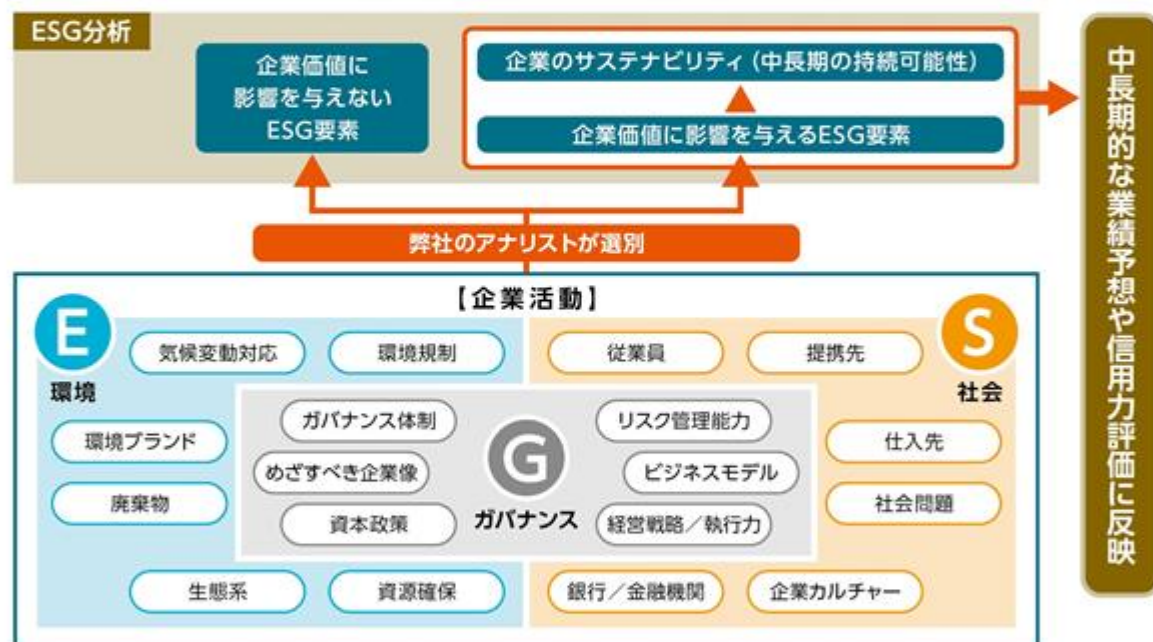 ESG分析
企業価値に
影響を与えない
ESG要素
企業のサステナビリティ（中長期の持続可能性）
企業価値に影響を与えるESG要素
中長期的な業績予想や信用力評価に反映
弊社のアナリストが選別
【企業活動】
E
環境
気候変動対応
環境規制
環境ブランド
廃棄物
生態系
資源確保
ガバナンス体制
めざすべき企業像
資本政策
G
ガバナンス
リスク管理能力
ビジネスモデル
経営戦略／執行力
S
社会
従業員
提携先
仕入先
社会問題
銀行／金融機関
企業カルチャー